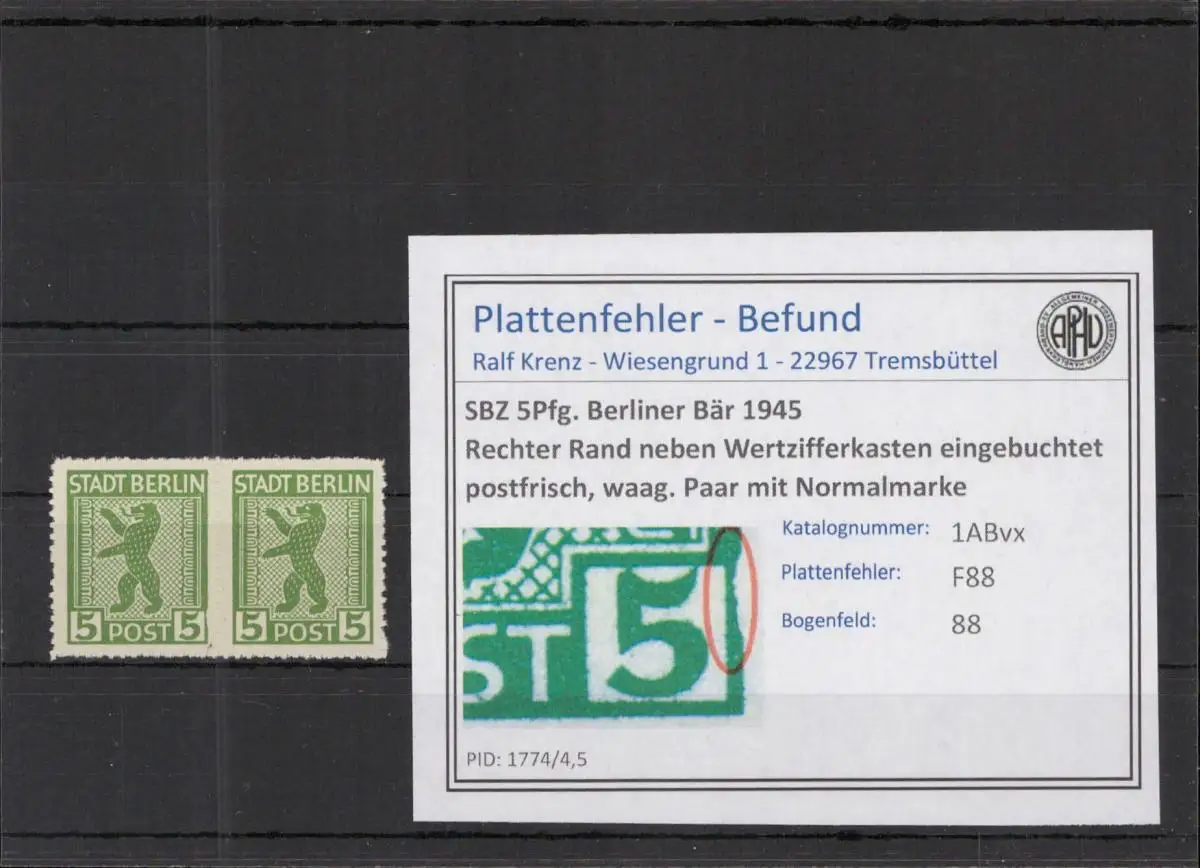 STADT BERLIN STADT BERLIN
5 POST 5 5 POST 5
Plattenfehler - Befund
Ralf Krenz - Wiesengrund 1 - 22967 Tremsbüttel
APHV
SBZ 5Pfg. Berliner Bär 1945
Rechter Rand neben Wertzifferkasten eingebuchtet
postfrisch, waag. Paar mit Normalmarke
ST 5
Katalognummer: 1ABvx
Plattenfehler: F88
Bogenfeld: 88
PID: 1774/4,5